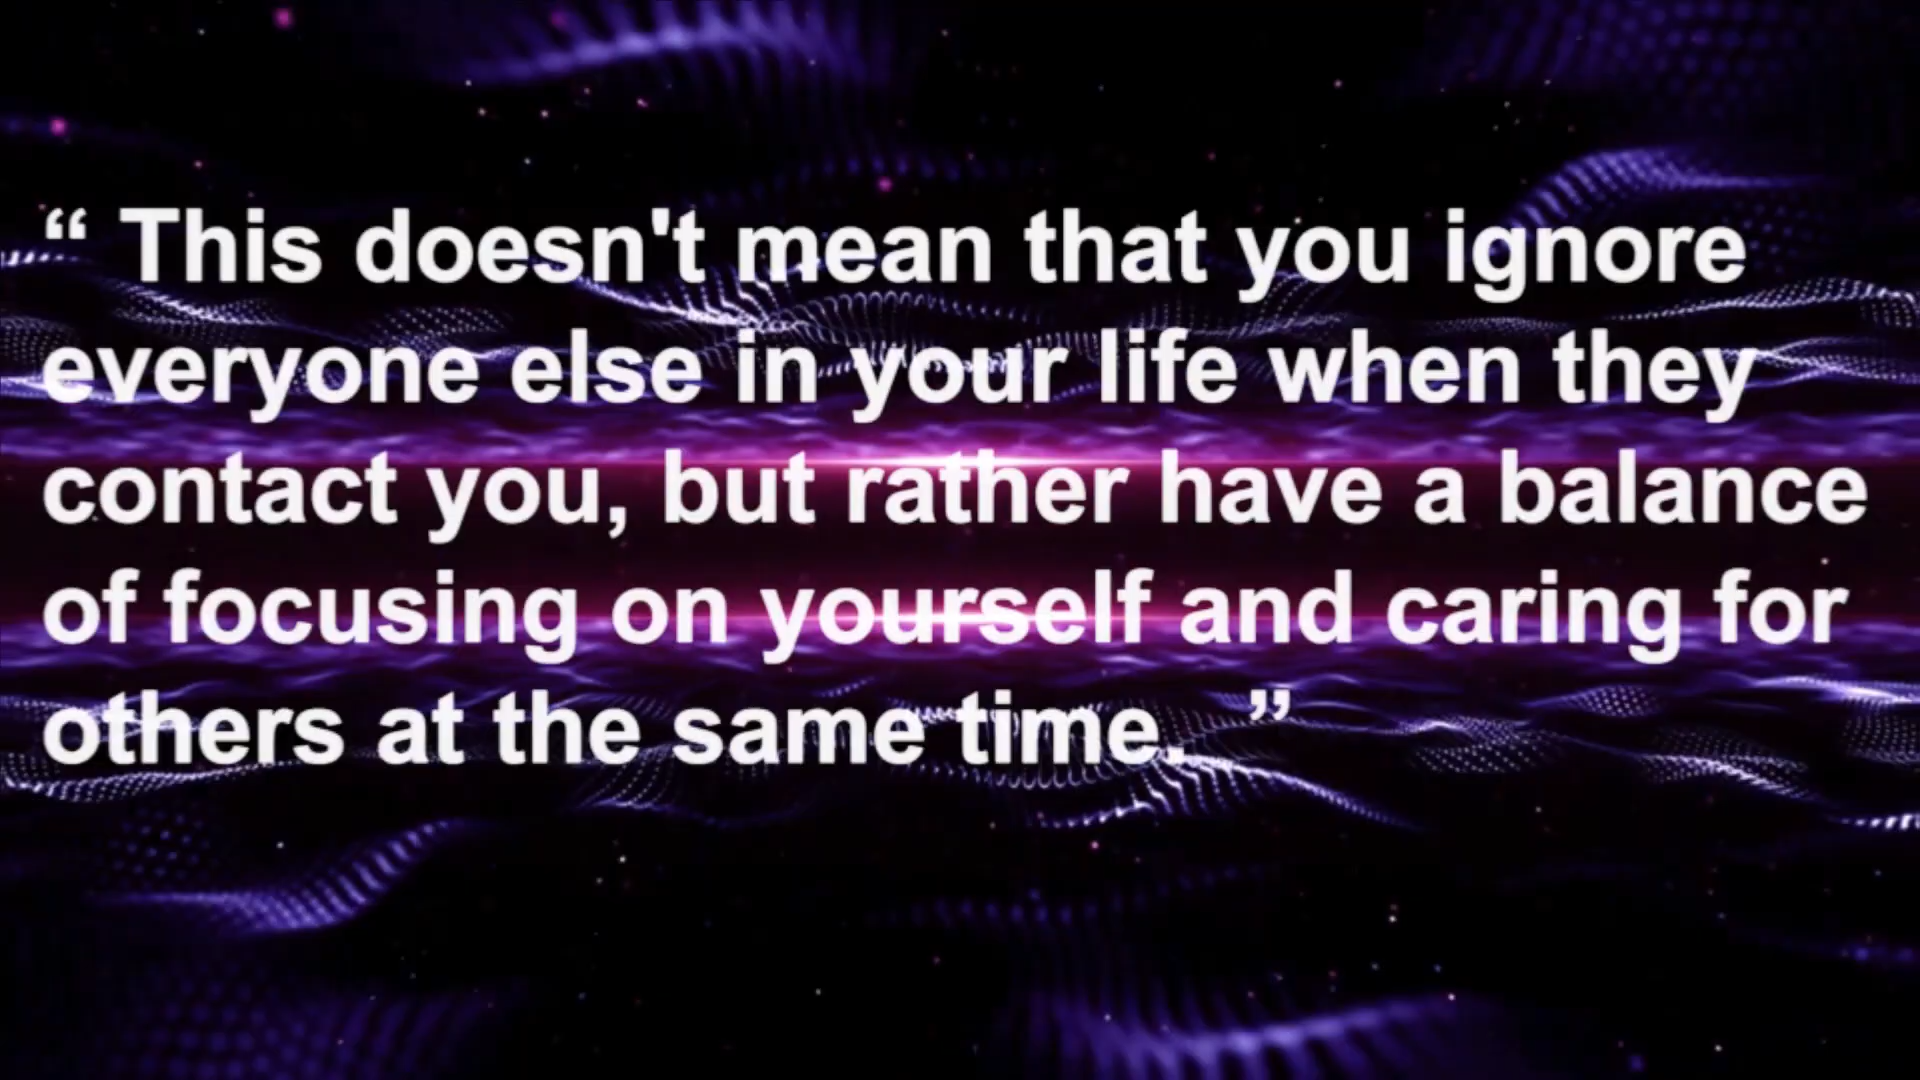 “ This doesn't mean that you ignore
everyone else in your life when they
contact you, but rather have a balance
of focusing on yourself and caring for
others at the same time. ”